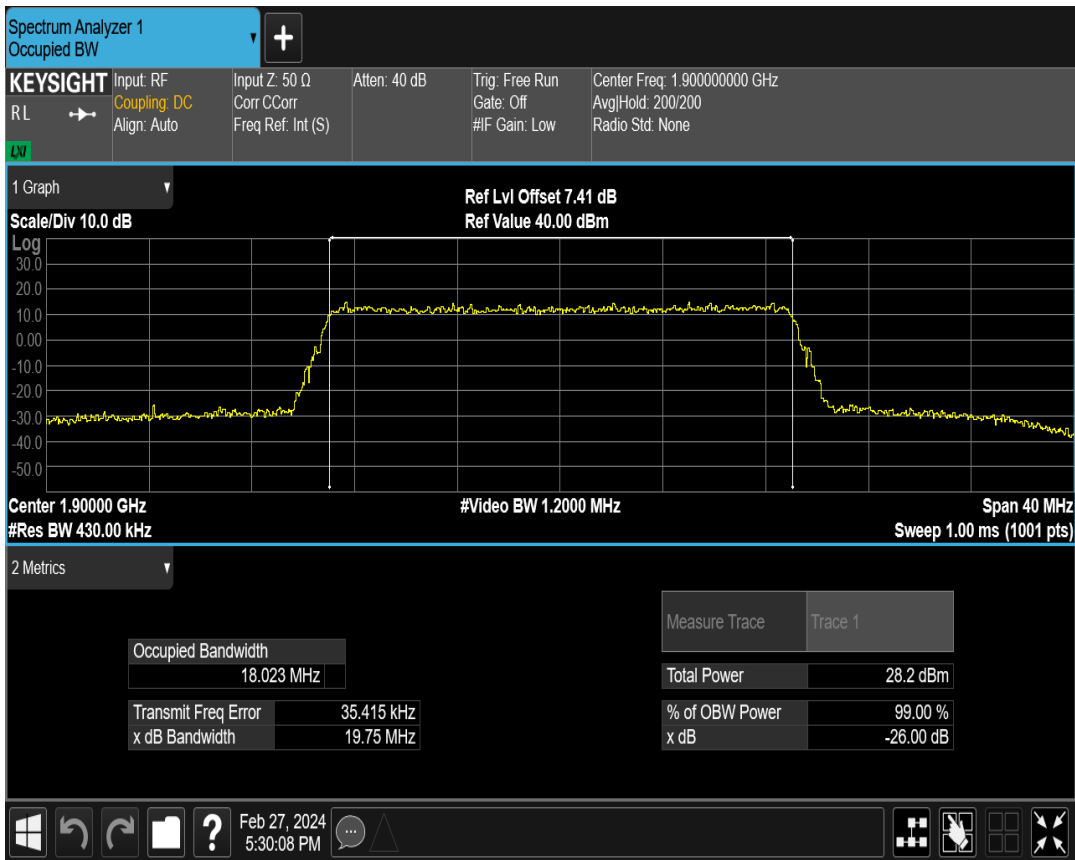 Spectrum Analyzer 1
Occupied BW
+
KEYSIGHT
RL
LXI
Input: RF
Coupling: DC
Align: Auto
Input Z: 50 Ω
Corr CCorr
Freq Ref: Int (S)
Atten: 40 dB
Trig: Free Run
Gate: Off
#IF Gain: Low
Center Freq: 1.900000000 GHz
Avg|Hold: 200/200
Radio Std: None
1 Graph
Scale/Div 10.0 dB
Ref Lvl Offset 7.41 dB
Ref Value 40.00 dBm
Log
30.0
20.0
10.0
0.00
-10.0
-20.0
-30.0
-40.0
-50.0
Center 1.90000 GHz
#Video BW 1.2000 MHz
Span 40 MHz
#Res BW 430.00 kHz
Sweep 1.00 ms (1001 pts)
2 Metrics
Measure Trace Trace 1
Occupied Bandwidth
18.023 MHz
Total Power 28.2 dBm
Transmit Freq Error 35.415 kHz
% of OBW Power 99.00 %
x dB Bandwidth 19.75 MHz
x dB -26.00 dB
?
Feb 27, 2024
5:30:08 PM